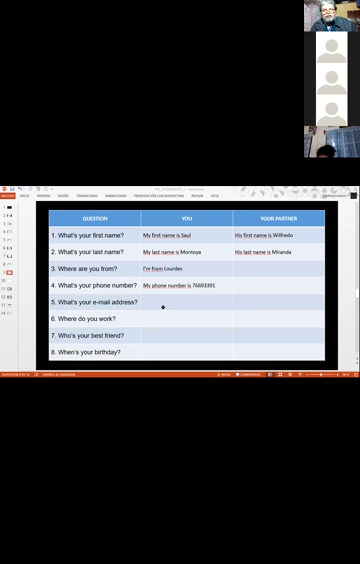 QUESTION YOU YOUR PARTNER
1. What's your first name? My first name is Saul His first name is Wilfredo
2. What's your last name? My last name is Montoya His last name is Miranda
3. Where are you from? I'm from Lourdes
4. What's your phone number? My phone number is 76693391
5. What's your e-mail address?
6. Where do you work?
7. Who's your best friend?
8. When's your birthday?